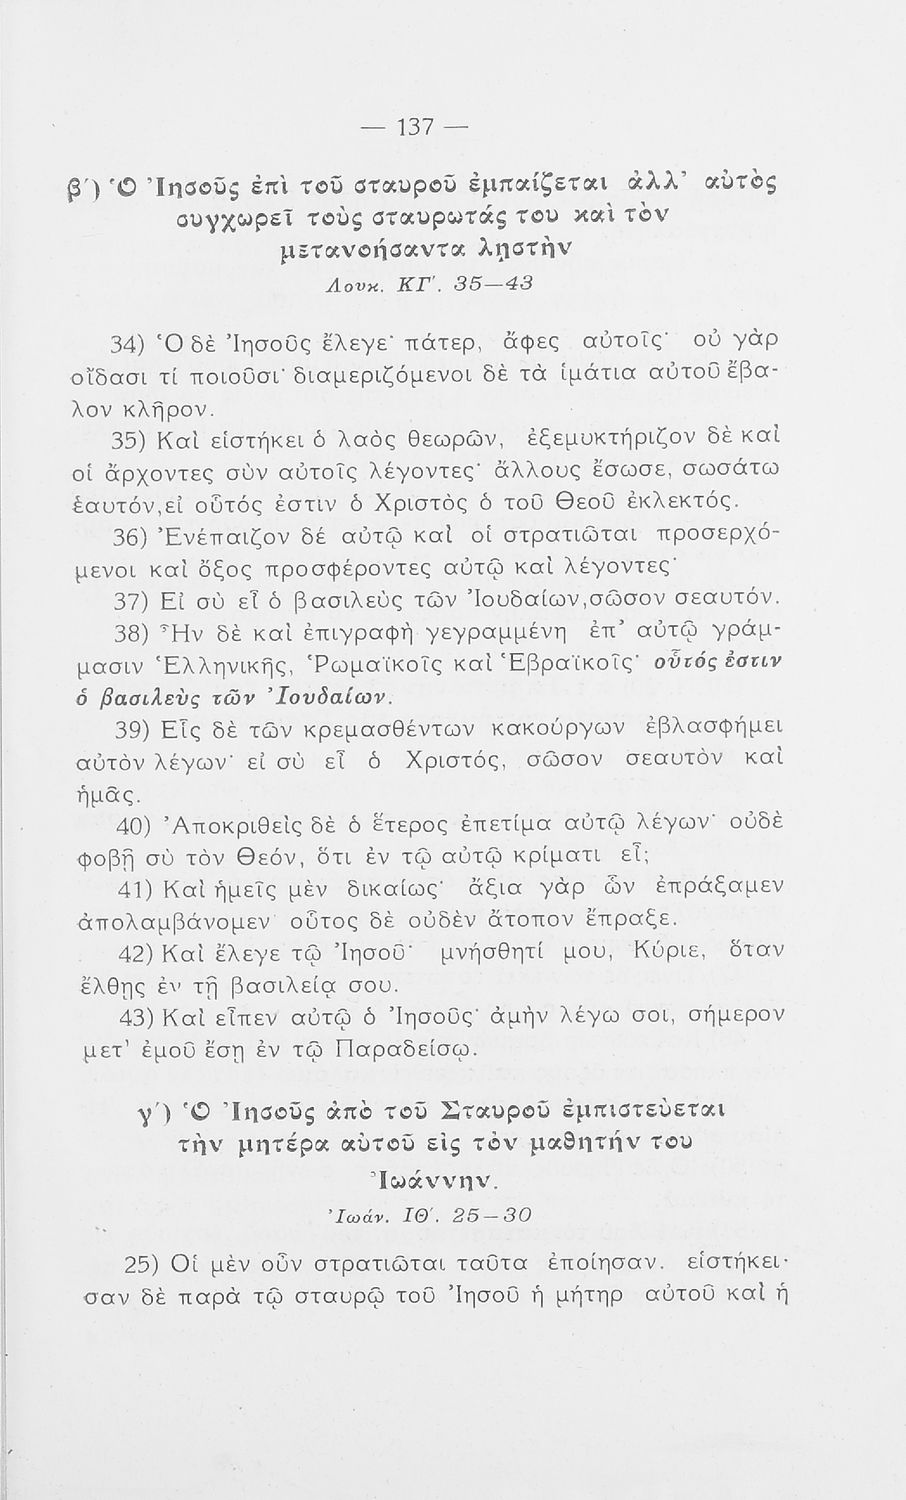 — 137 —
β΄) Ὁ Ἰησοῦς ἐπὶ τοῦ σταυροῦ ἐμπαίζεται ἀλλ’ αὐτὸς
συγχωρεῖ τοὺς σταυρωτάς του καὶ τὸν
μετανοήσαντα ληστὴν
Λουκ. ΚΓ΄. 35—43
34) Ὁ δὲ Ἰησοῦς ἔλεγε· πάτερ, ἄφες αὐτοῖς· οὐ γὰρ
οἴδασι τί ποιοῦσι· διαμεριζόμενοι δὲ τὰ ἱμάτια αὐτοῦ ἔβα-
λον κλῆρον.
35) Καὶ εἱστήκει ὁ λαὸς θεωρῶν, ἐξεμυκτήριζον δὲ καὶ
οἱ ἄρχοντες σὺν αὐτοῖς λέγοντες· ἄλλους ἔσωσε, σωσάτω
ἑαυτόν,εἰ οὗτός ἐστιν ὁ Χριστὸς ὁ τοῦ Θεοῦ ἐκλεκτός.
36) Ἐνέπαιζον δέ αὐτῷ καὶ οἱ στρατιῶται προσερχό-
μενοι καὶ ὄξος προσφέροντες αὐτῷ καὶ λέγοντες·
37) Εἰ σὺ εἶ ὁ βασιλεὺς τῶν Ἰουδαίων,σῶσον σεαυτόν.
38) Ἦν δὲ καὶ ἐπιγραφὴ γεγραμμένη ἐπ’ αὐτῷ γράμ-
μασιν Ἑλληνικῆς, Ῥωμαϊκοῖς καὶ Ἑβραϊκοῖς· οὗτός ἐστιν
ὁ βασιλεὺς τῶν Ἰουδαίων.
39) Εἷς δὲ τῶν κρεμασθέντων κακούργων ἐβλασφήμει
αὐτὸν λέγων· εἰ σὺ εἶ ὁ Χριστός, σῶσον σεαυτὸν καὶ
ἡμᾶς.
40) Ἀποκριθεὶς δὲ ὁ ἕτερος ἐπετίμα αὐτῷ λέγων· οὐδὲ
φοβῇ σὺ τὸν Θεόν, ὅτι ἐν τῷ αὐτῷ κρίματι εἶ;
41) Καὶ ἡμεῖς μὲν δικαίως· ἄξια γὰρ ὧν ἐπράξαμεν
ἀπολαμβάνομεν· οὗτος δὲ οὐδὲν ἄτοπον ἔπραξε.
42) Καὶ ἔλεγε τῷ Ἰησοῦ· μνήσθητί μου, Κύριε, ὅταν
ἔλθῃς ἐν τῇ βασιλείᾳ σου.
43) Καὶ εἶπεν αὐτῷ ὁ Ἰησοῦς· ἀμὴν λέγω σοι, σήμερον
μετ’ ἐμοῦ ἔσῃ ἐν τῷ Παραδείσῳ.
γ΄) Ὁ Ἰησοῦς ἀπὸ τοῦ Σταυροῦ ἐμπιστεύεται
τὴν μητέρα αὐτοῦ εἰς τὸν μαθητήν του
Ἰωάννην.
Ἰωάν. ΙΘ΄. 25—30
25) Οἱ μὲν οὖν στρατιῶται ταῦτα ἐποίησαν. εἱστήκει-
σαν δὲ παρὰ τῷ σταυρῷ τοῦ Ἰησοῦ ἡ μήτηρ αὐτοῦ καὶ ἡ